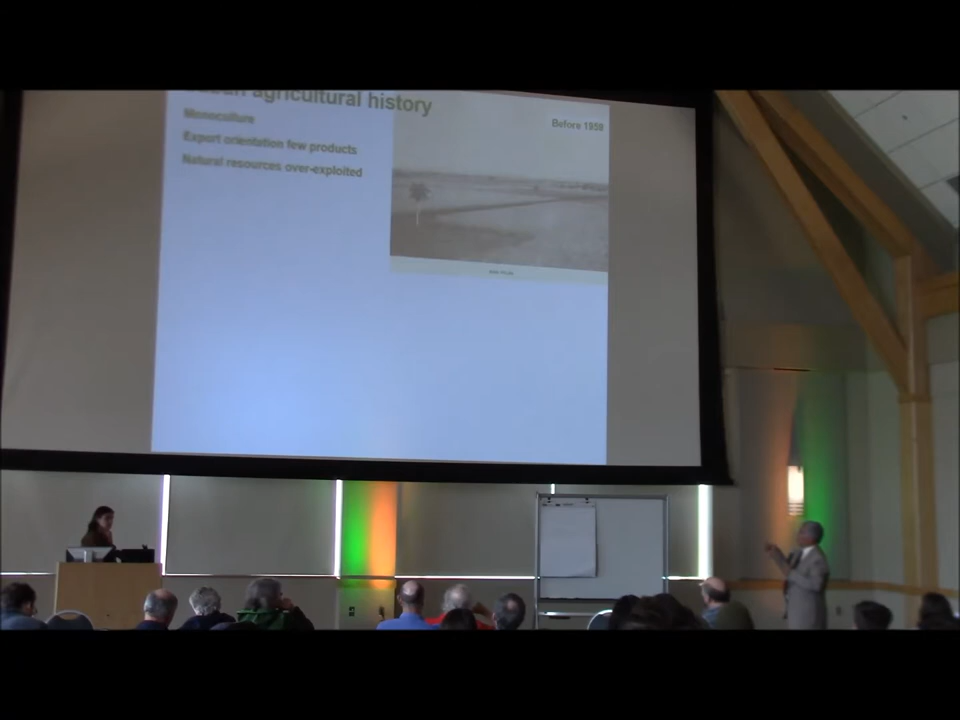 agricultural history
Before 1959
Monoculture
Export orientation few products
Natural resources over-exploited